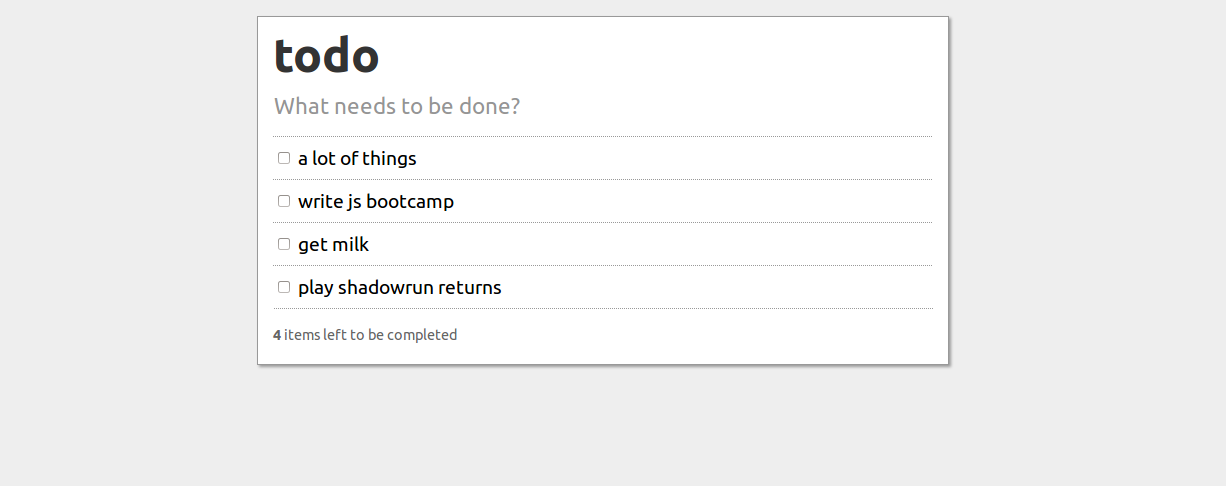 todo
What needs to be done?
a lot of things
write js bootcamp
get milk
play shadowrun returns
4 items left to be completed